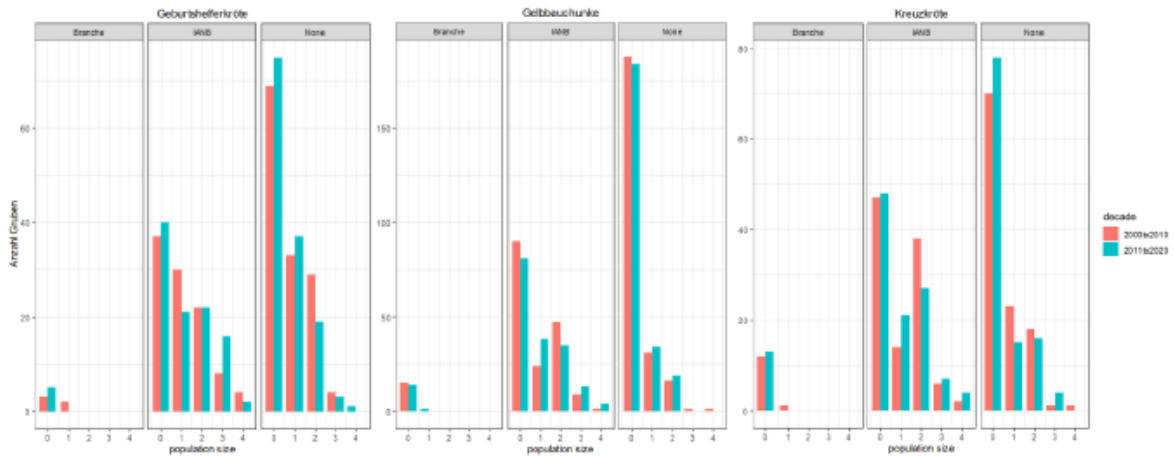 Geburtshelferkröte
Branche IANB None
60
40
20
0
Anzahl Gruben
0 1 2 3 4 0 1 2 3 4 0 1 2 3 4
population size
Gelbbauchunke
Branche IANB None
150
100
50
0
0 1 2 3 4 0 1 2 3 4 0 1 2 3 4
population size
Kreuzkröte
Branche IANB None
80
60
40
20
0
0 1 2 3 4 0 1 2 3 4 0 1 2 3 4
population size
decade